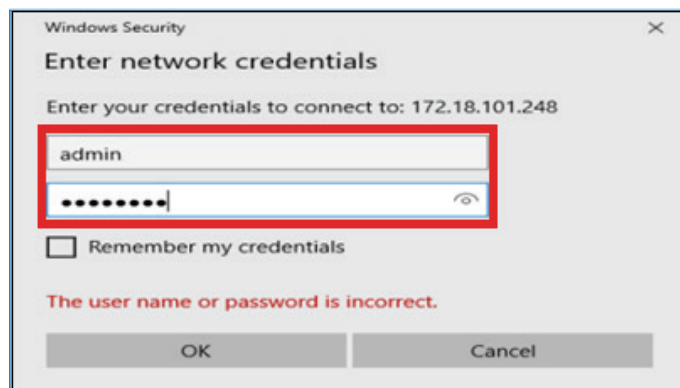 Windows Security
Enter network credentials
Enter your credentials to connect to: 172.18.101.248
admin
••••••••
Remember my credentials
The user name or password is incorrect.
OK
Cancel